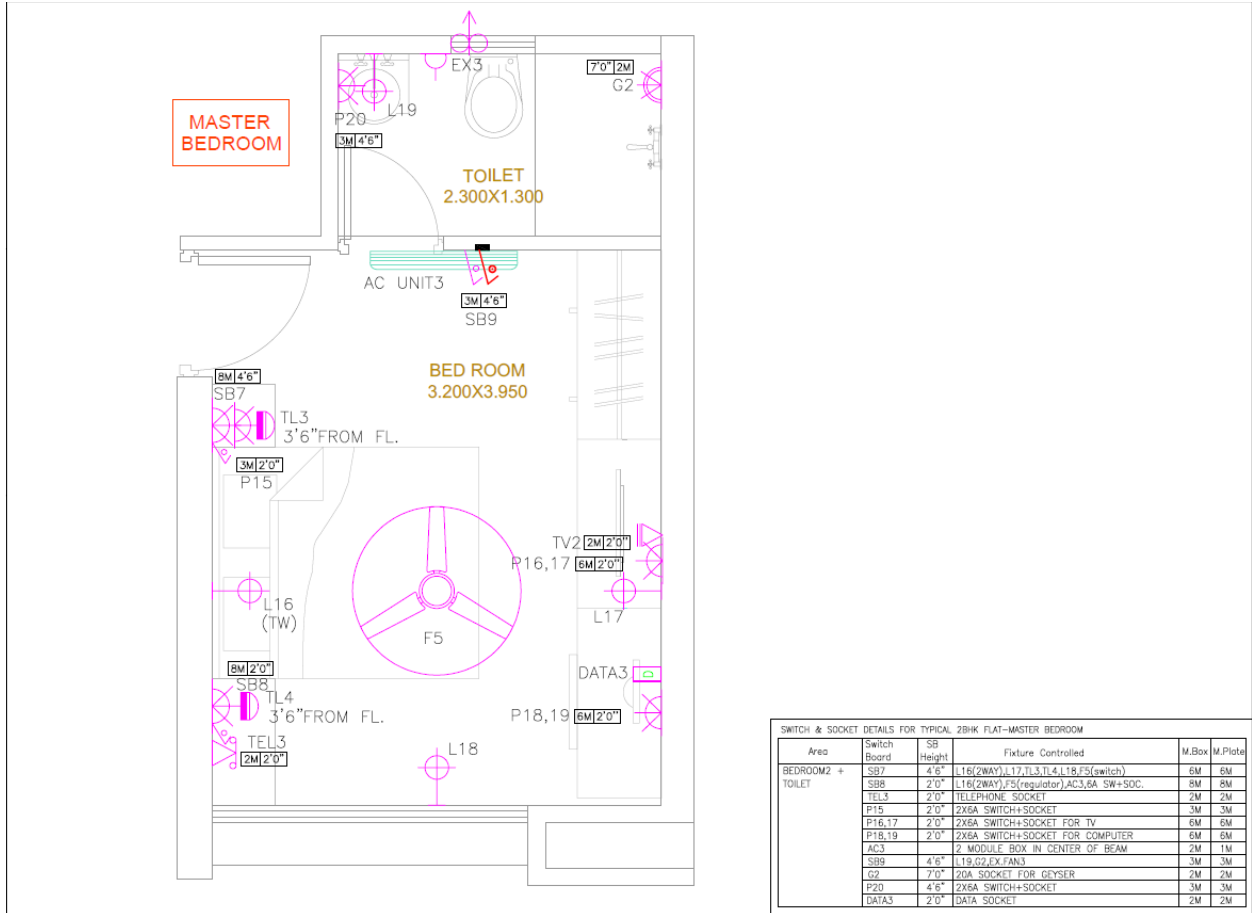 EX3
7'0" 2M
G2
L19
P20
3M 4'6"
MASTER
BEDROOM
TOILET
2.300X1.300
AC UNIT3
3M 4'6"
SB9
BED ROOM
3.200X3.950
8M 4'6"
SB7
TL3
3'6"FROM FL.
3M 2'0"
P15
TV2 2M 2'0"
P16,17 6M 2'0"
L16
(TW)
L17
F5
8M 2'0"
SB8
TL4
3'6"FROM FL.
DATA3
P18,19 6M 2'0"
TEL3
2M 2'0"
L18
SWITCH & SOCKET DETAILS FOR TYPICAL 2BHK FLAT-MASTER BEDROOM
Area Switch Board SB Height Fixture Controlled M.Box M.Plate
BEDROOM2 + TOILET SB7 4'6" L16(2WAY),L17,TL3,TL4,L18,F5(switch) 6M 6M
SB8 2'0" L16(2WAY),F5(regulator),AC3,6A SW+SOC. 8M 8M
TEL3 2'0" TELEPHONE SOCKET 2M 2M
P15 2'0" 2X6A SWITCH+SOCKET 3M 3M
P16,17 2'0" 2X6A SWITCH+SOCKET FOR TV 6M 6M
P18,19 2'0" 2X6A SWITCH+SOCKET FOR COMPUTER 6M 6M
AC3 2 MODULE BOX IN CENTER OF BEAM 2M 1M
SB9 4'6" L19,G2,EX.FAN3 3M 3M
G2 7'0" 20A SOCKET FOR GEYSER 2M 2M
P20 4'6" 2X6A SWITCH+SOCKET 3M 3M
DATA3 2'0" DATA SOCKET 2M 2M